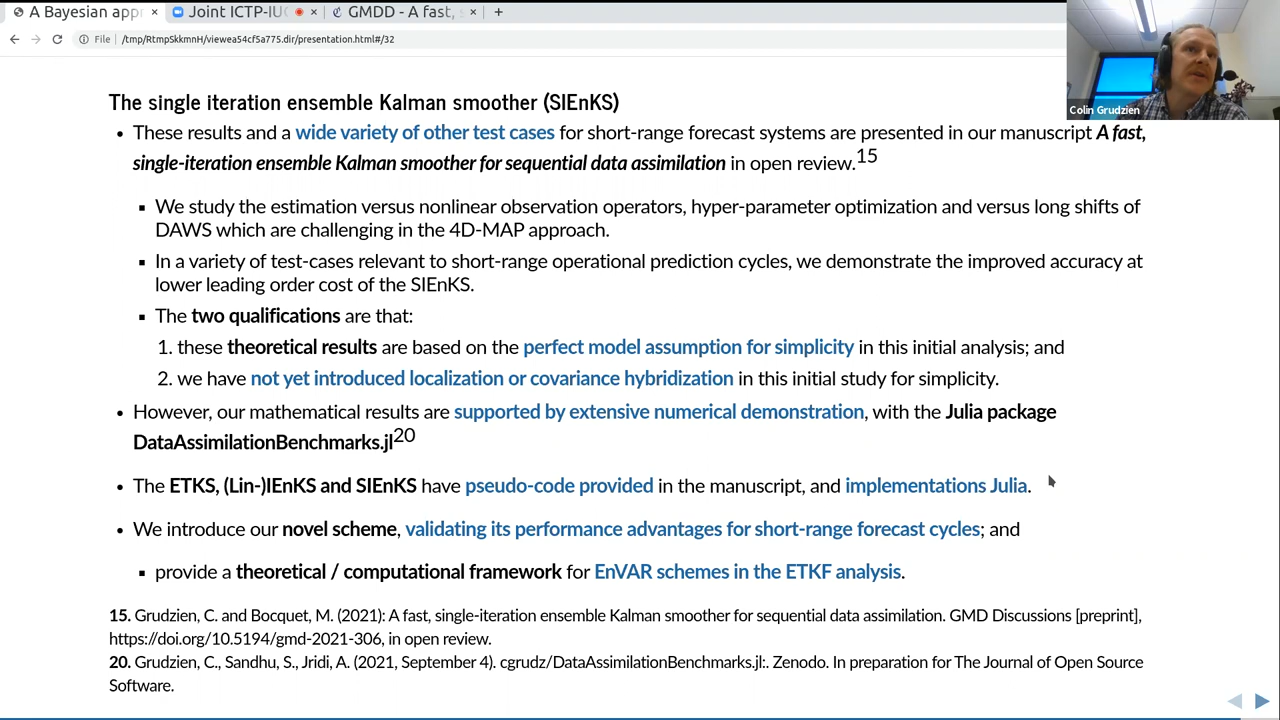 A Bayesian appr
Joint ICTP-IU
GMDD - A fast,
File
/tmp/RtmpSkkmnH/viewea54cf5a775.dir/presentation.html#/32
Colin Grudzien
The single iteration ensemble Kalman smoother (SIEnKS)
• These results and a wide variety of other test cases for short-range forecast systems are presented in our manuscript A fast,
single-iteration ensemble Kalman smoother for sequential data assimilation in open review.15
▪ We study the estimation versus nonlinear observation operators, hyper-parameter optimization and versus long shifts of
DAWS which are challenging in the 4D-MAP approach.
▪ In a variety of test-cases relevant to short-range operational prediction cycles, we demonstrate the improved accuracy at
lower leading order cost of the SIEnKS.
▪ The two qualifications are that:
1. these theoretical results are based on the perfect model assumption for simplicity in this initial analysis; and
2. we have not yet introduced localization or covariance hybridization in this initial study for simplicity.
• However, our mathematical results are supported by extensive numerical demonstration, with the Julia package
DataAssimilationBenchmarks.jl20
• The ETKS, (Lin-)IEnKS and SIEnKS have pseudo-code provided in the manuscript, and implementations Julia.
• We introduce our novel scheme, validating its performance advantages for short-range forecast cycles; and
▪ provide a theoretical / computational framework for EnVAR schemes in the ETKF analysis.
15. Grudzien, C. and Bocquet, M. (2021): A fast, single-iteration ensemble Kalman smoother for sequential data assimilation. GMD Discussions [preprint],
https://doi.org/10.5194/gmd-2021-306, in open review.
20. Grudzien, C., Sandhu, S., Jridi, A. (2021, September 4). cgrudz/DataAssimilationBenchmarks.jl:. Zenodo. In preparation for The Journal of Open Source
Software.